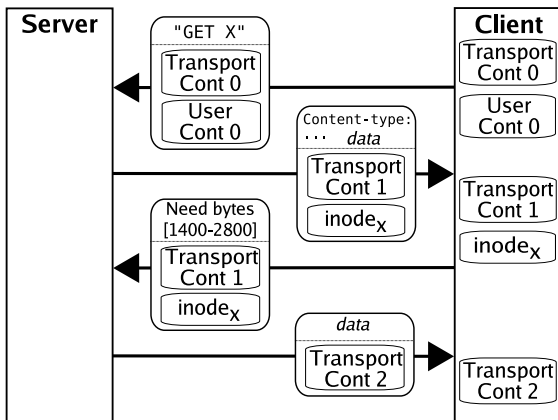 Server
Client
"GET X"
Transport
Cont 0
User
Cont 0
Transport
Cont 0
User
Cont 0
Content-type:
... data
Transport
Cont 1
inodex
Transport
Cont 1
inodex
Need bytes
[1400-2800]
Transport
Cont 1
inodex
data
Transport
Cont 2
Transport
Cont 2